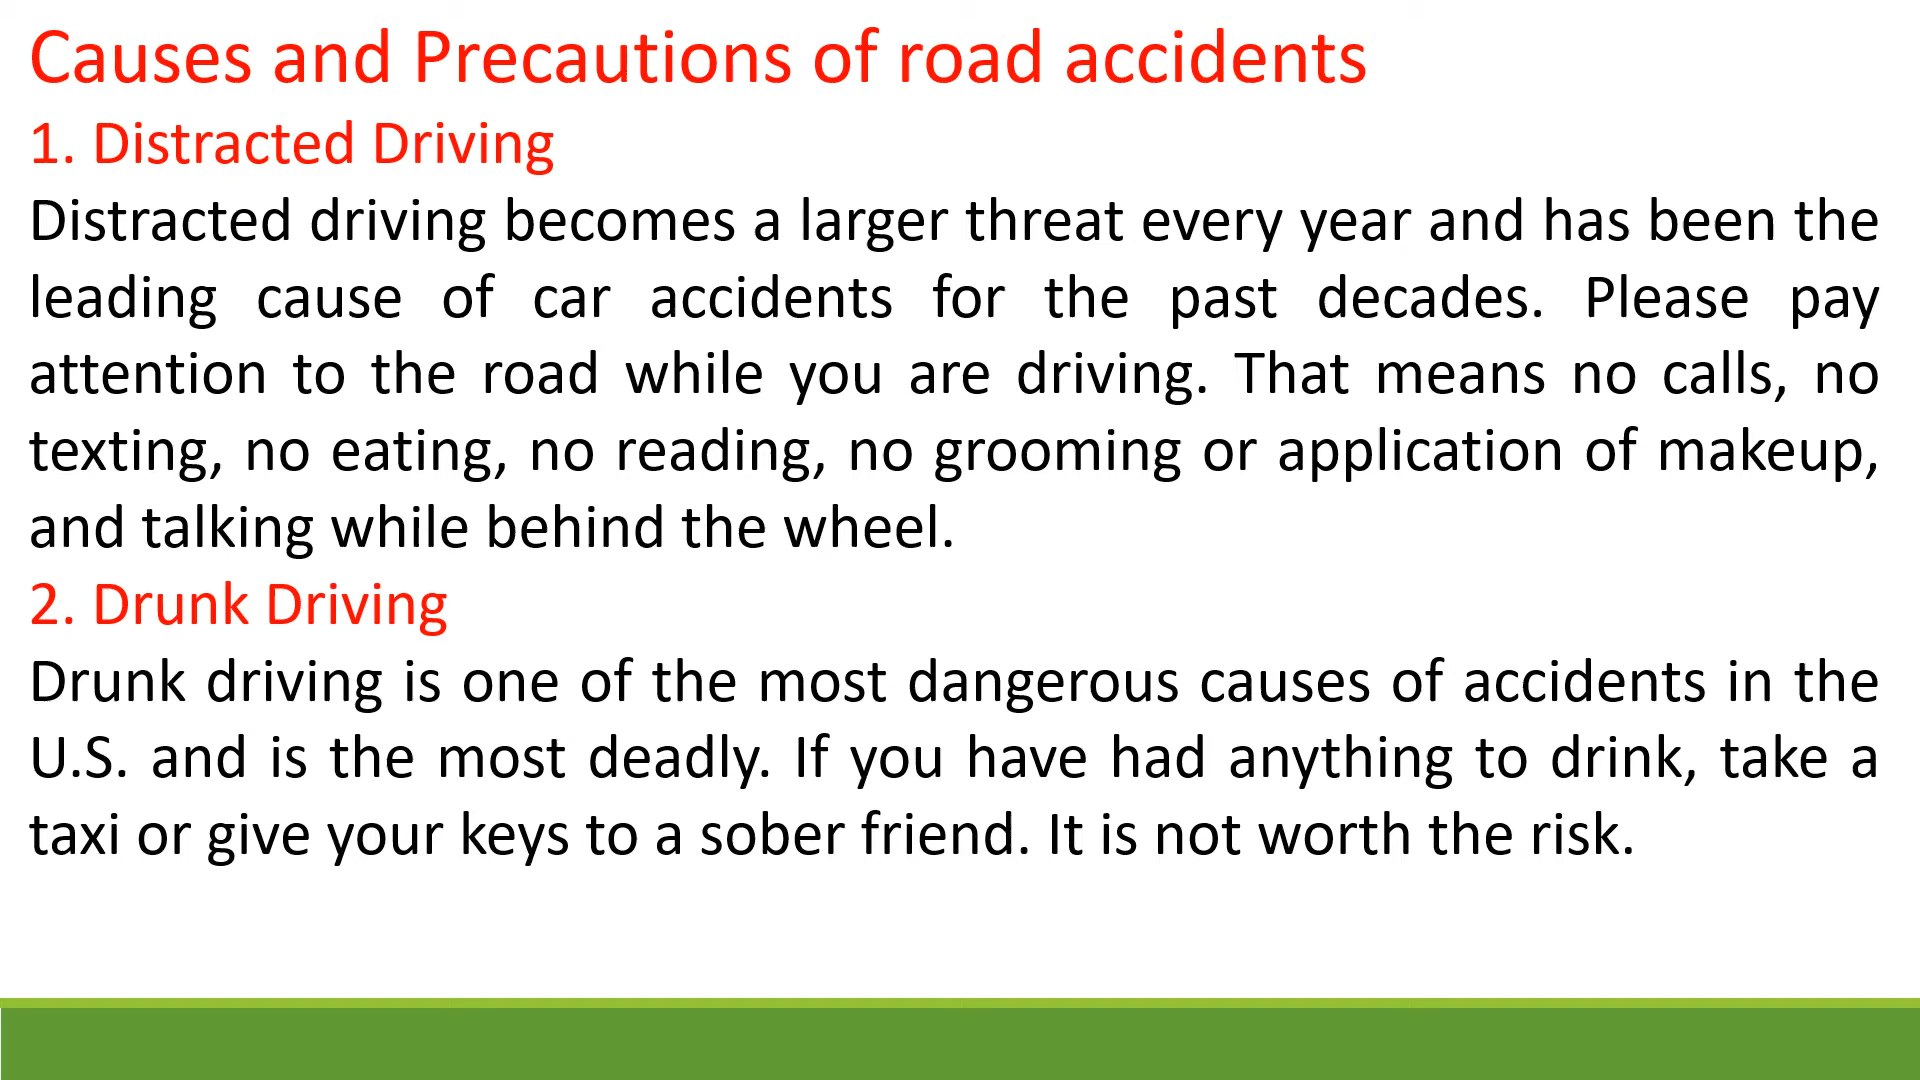 Causes and Precautions of road accidents
1. Distracted Driving
Distracted driving becomes a larger threat every year and has been the
leading cause of car accidents for the past decades. Please pay
attention to the road while you are driving. That means no calls, no
texting, no eating, no reading, no grooming or application of makeup,
and talking while behind the wheel.
2. Drunk Driving
Drunk driving is one of the most dangerous causes of accidents in the
U.S. and is the most deadly. If you have had anything to drink, take a
taxi or give your keys to a sober friend. It is not worth the risk.